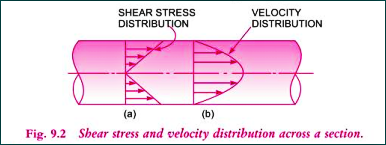 SHEAR STRESS
DISTRIBUTION
VELOCITY
DISTRIBUTION
(a)
(b)
Fig. 9.2 Shear stress and velocity distribution across a section.